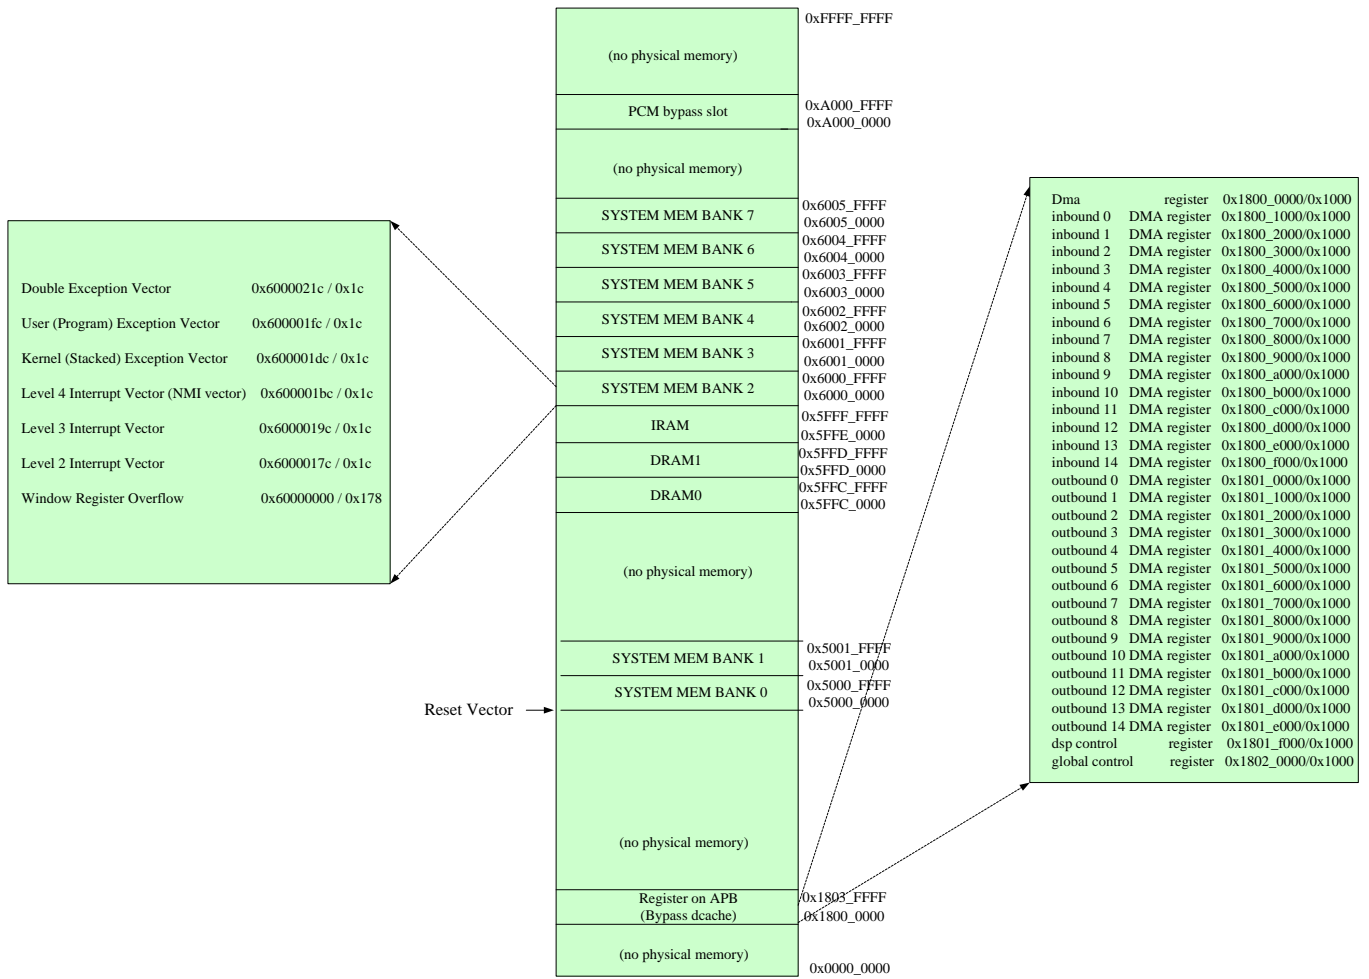 0xFFFF_FFFF
(no physical memory)
PCM bypass slot
0xA000_FFFF
0xA000_0000
(no physical memory)
SYSTEM MEM BANK 7
0x6005_FFFF
0x6005_0000
SYSTEM MEM BANK 6
0x6004_FFFF
0x6004_0000
SYSTEM MEM BANK 5
0x6003_FFFF
0x6003_0000
SYSTEM MEM BANK 4
0x6002_FFFF
0x6002_0000
SYSTEM MEM BANK 3
0x6001_FFFF
0x6001_0000
SYSTEM MEM BANK 2
0x6000_FFFF
0x6000_0000
IRAM
0x5FFF_FFFF
0x5FFE_0000
DRAM1
0x5FFD_FFFF
0x5FFD_0000
DRAM0
0x5FFC_FFFF
0x5FFC_0000
(no physical memory)
SYSTEM MEM BANK 1
0x5001_FFFF
0x5001_0000
SYSTEM MEM BANK 0
0x5000_FFFF
0x5000_0000
Reset Vector
(no physical memory)
Register on APB
(Bypass dcache)
0x1803_FFFF
0x1800_0000
(no physical memory)
0x0000_0000
Double Exception Vector 0x6000021c / 0x1c
User (Program) Exception Vector 0x600001fc / 0x1c
Kernel (Stacked) Exception Vector 0x600001dc / 0x1c
Level 4 Interrupt Vector (NMI vector) 0x600001bc / 0x1c
Level 3 Interrupt Vector 0x6000019c / 0x1c
Level 2 Interrupt Vector 0x6000017c / 0x1c
Window Register Overflow 0x60000000 / 0x178
Dma register 0x1800_0000/0x1000
inbound 0 DMA register 0x1800_1000/0x1000
inbound 1 DMA register 0x1800_2000/0x1000
inbound 2 DMA register 0x1800_3000/0x1000
inbound 3 DMA register 0x1800_4000/0x1000
inbound 4 DMA register 0x1800_5000/0x1000
inbound 5 DMA register 0x1800_6000/0x1000
inbound 6 DMA register 0x1800_7000/0x1000
inbound 7 DMA register 0x1800_8000/0x1000
inbound 8 DMA register 0x1800_9000/0x1000
inbound 9 DMA register 0x1800_a000/0x1000
inbound 10 DMA register 0x1800_b000/0x1000
inbound 11 DMA register 0x1800_c000/0x1000
inbound 12 DMA register 0x1800_d000/0x1000
inbound 13 DMA register 0x1800_e000/0x1000
inbound 14 DMA register 0x1800_f000/0x1000
outbound 0 DMA register 0x1801_0000/0x1000
outbound 1 DMA register 0x1801_1000/0x1000
outbound 2 DMA register 0x1801_2000/0x1000
outbound 3 DMA register 0x1801_3000/0x1000
outbound 4 DMA register 0x1801_4000/0x1000
outbound 5 DMA register 0x1801_5000/0x1000
outbound 6 DMA register 0x1801_6000/0x1000
outbound 7 DMA register 0x1801_7000/0x1000
outbound 8 DMA register 0x1801_8000/0x1000
outbound 9 DMA register 0x1801_9000/0x1000
outbound 10 DMA register 0x1801_a000/0x1000
outbound 11 DMA register 0x1801_b000/0x1000
outbound 12 DMA register 0x1801_c000/0x1000
outbound 13 DMA register 0x1801_d000/0x1000
outbound 14 DMA register 0x1801_e000/0x1000
dsp control register 0x1801_f000/0x1000
global control register 0x1802_0000/0x1000